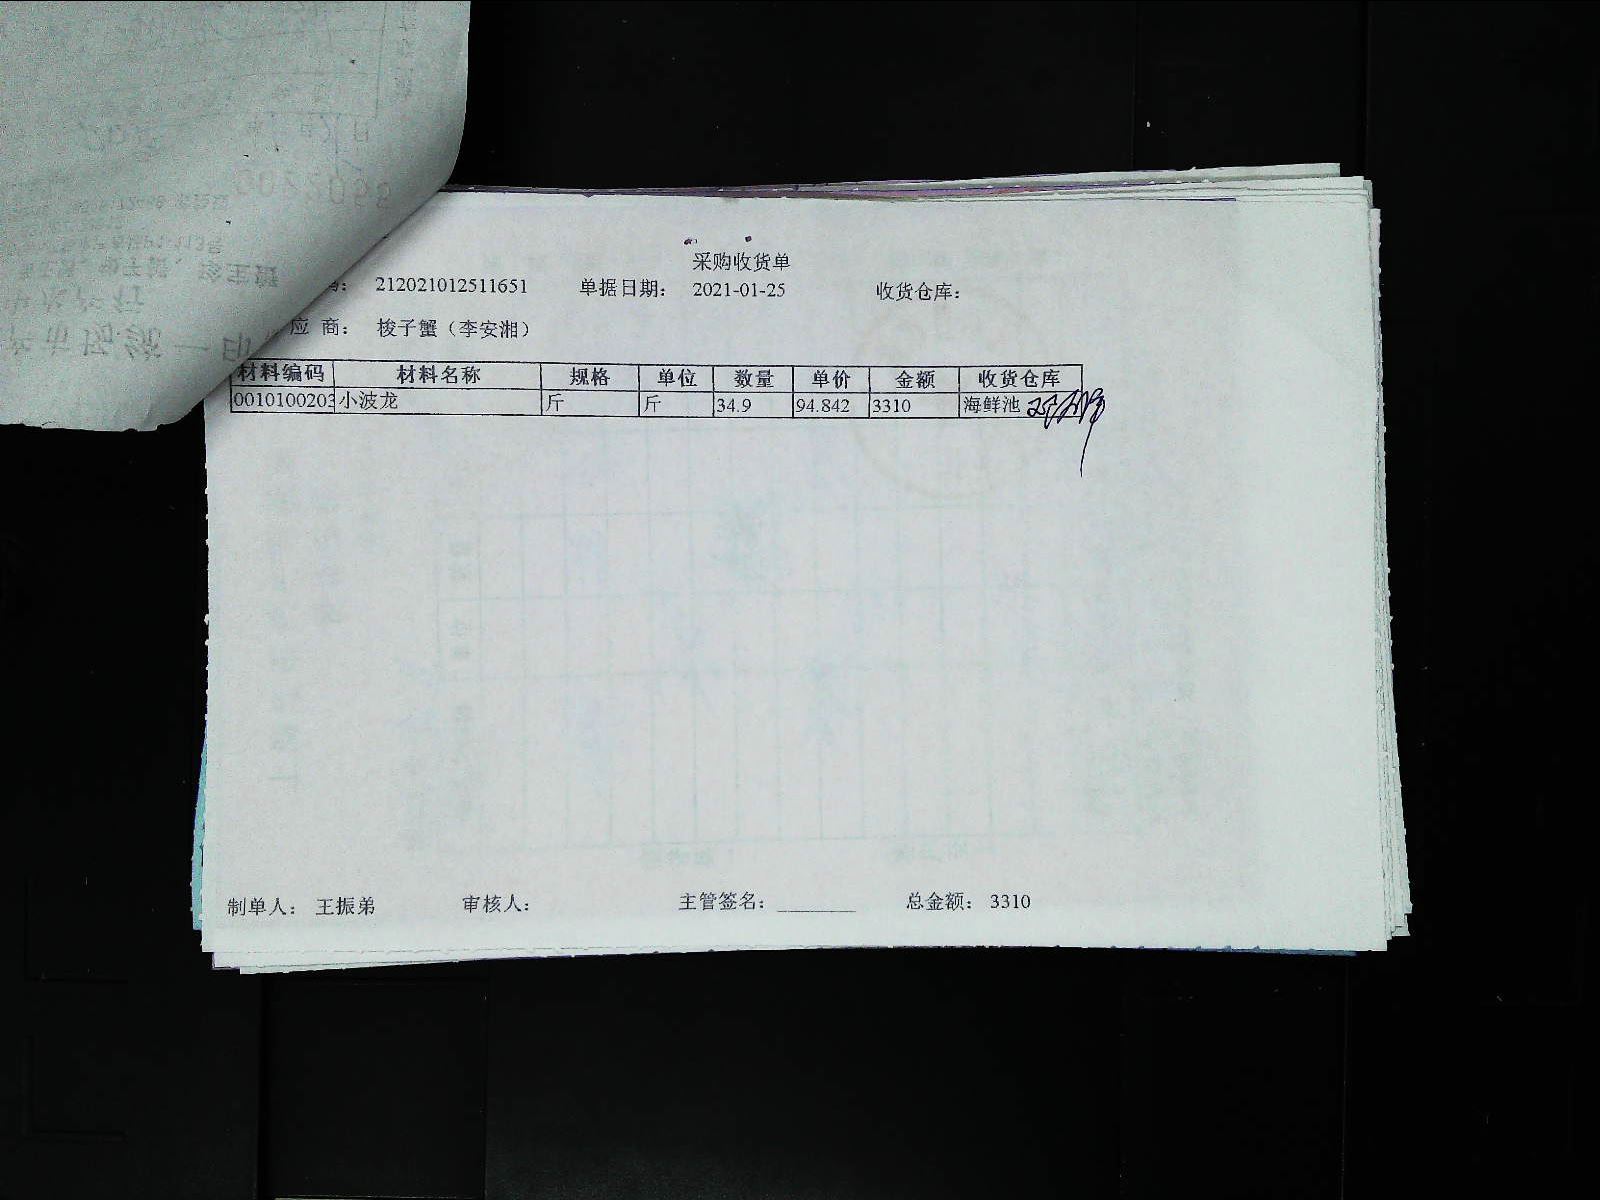 采购收货单
码： 212021012511651 单据日期： 2021-01-25 收货仓库：
应 商： 梭子蟹（李安湘）
材料编码 材料名称 规格 单位 数量 单价 金额 收货仓库
0010100203 小波龙 斤 斤 34.9 94.842 3310 海鲜池
制单人： 王振弟 审核人： 主管签名： 总金额： 3310